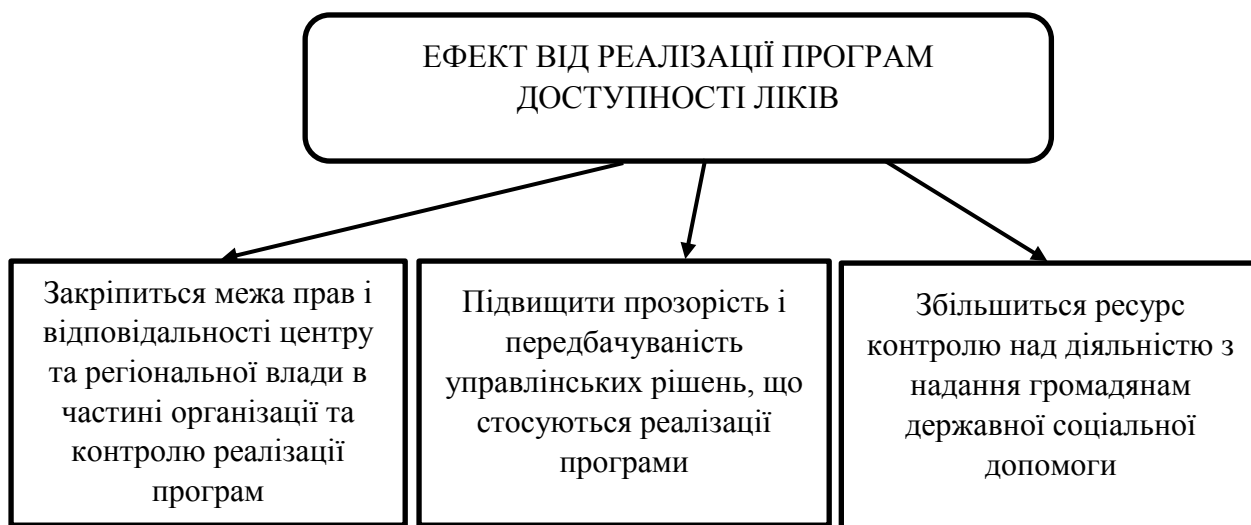 ЕФЕКТ ВІД РЕАЛІЗАЦІЇ ПРОГРАМ
ДОСТУПНОСТІ ЛІКІВ
Закріпиться межа прав і
відповідальності центру
та регіональної влади в
частині організації та
контролю реалізації
програм
Підвищити прозорість і
передбачуваність
управлінських рішень, що
стосуються реалізації
програми
Збільшиться ресурс
контролю над діяльністю з
надання громадянам
державної соціальної
допомоги